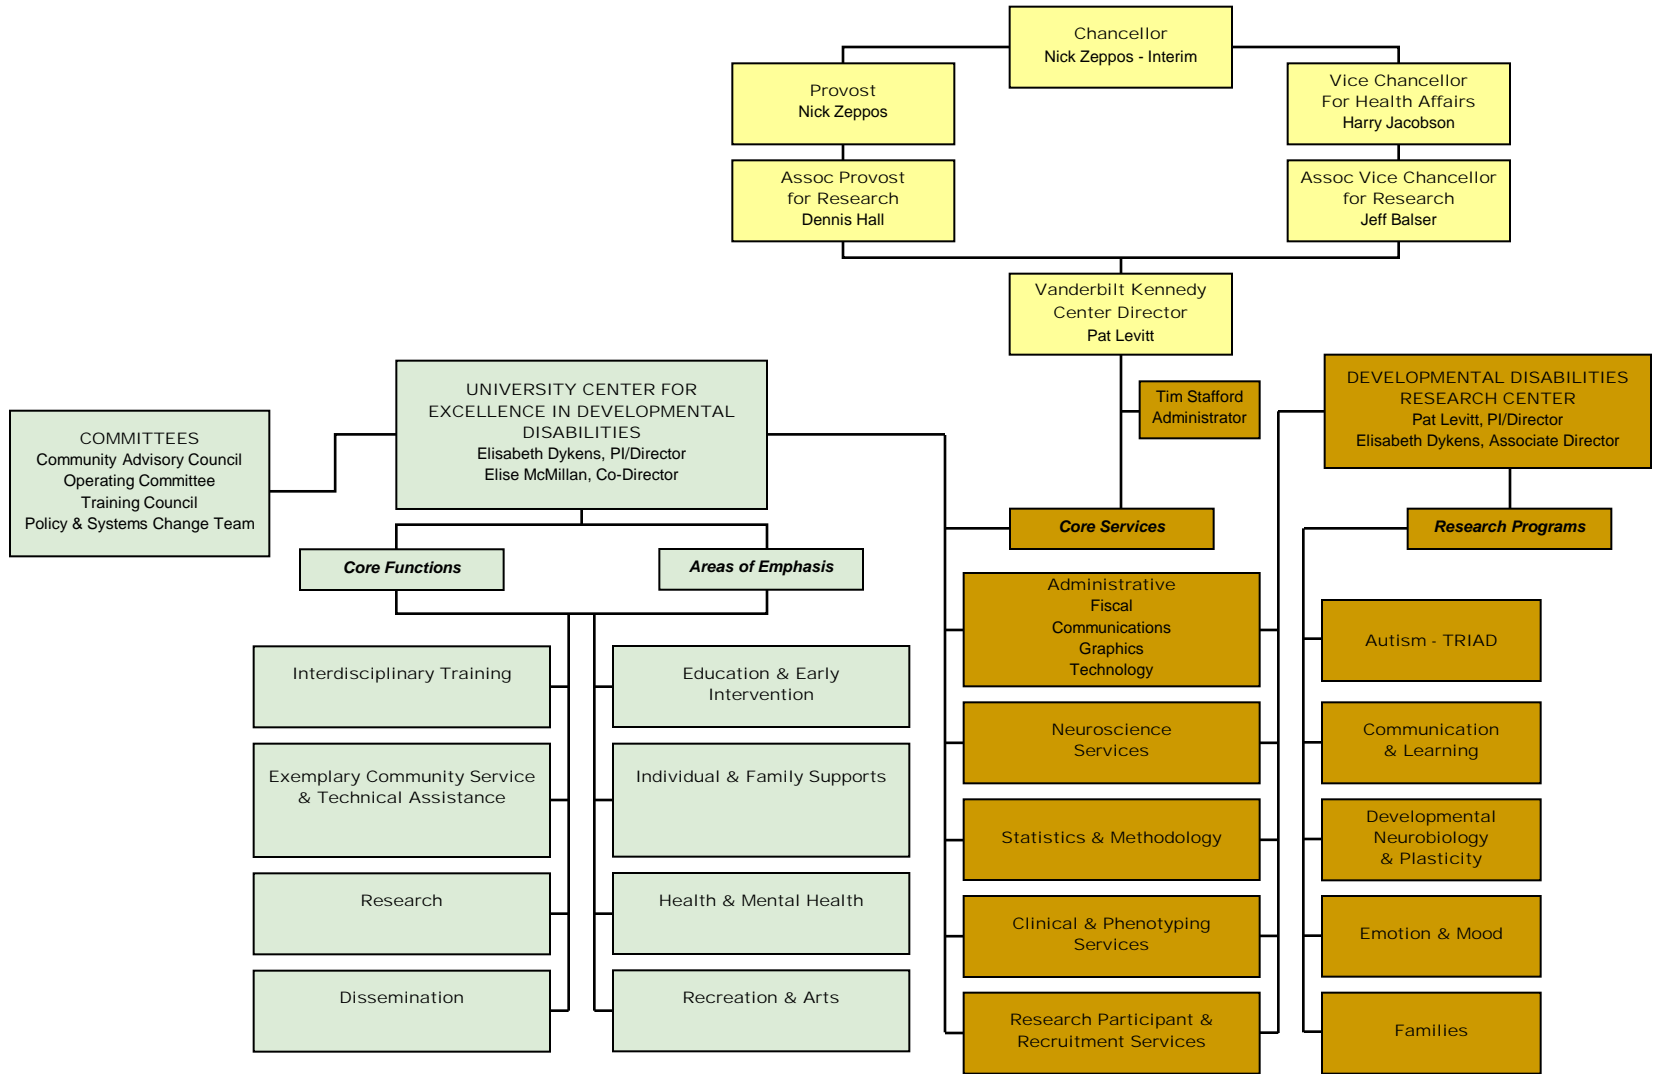 Chancellor
Nick Zeppos - Interim
Provost
Nick Zeppos
Vice Chancellor
For Health Affairs
Harry Jacobson
Assoc Provost
for Research
Dennis Hall
Assoc Vice Chancellor
for Research
Jeff Balser
Vanderbilt Kennedy
Center Director
Pat Levitt
Tim Stafford
Administrator
COMMITTEES
Community Advisory Council
Operating Committee
Training Council
Policy & Systems Change Team
UNIVERSITY CENTER FOR
EXCELLENCE IN DEVELOPMENTAL
DISABILITIES
Elisabeth Dykens, PI/Director
Elise McMillan, Co-Director
DEVELOPMENTAL DISABILITIES
RESEARCH CENTER
Pat Levitt, PI/Director
Elisabeth Dykens, Associate Director
Core Functions
Areas of Emphasis
Core Services
Research Programs
Interdisciplinary Training
Exemplary Community Service
& Technical Assistance
Research
Dissemination
Education & Early
Intervention
Individual & Family Supports
Health & Mental Health
Recreation & Arts
Administrative
Fiscal
Communications
Graphics
Technology
Neuroscience
Services
Statistics & Methodology
Clinical & Phenotyping
Services
Research Participant &
Recruitment Services
Autism - TRIAD
Communication
& Learning
Developmental
Neurobiology
& Plasticity
Emotion & Mood
Families